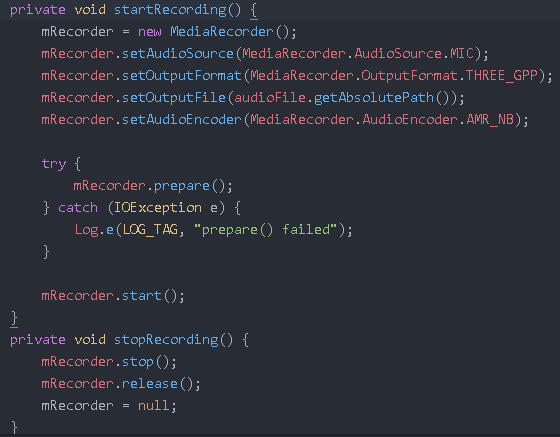 private void startRecording() {
mRecorder = new MediaRecorder();
mRecorder.setAudioSource(MediaRecorder.AudioSource.MIC);
mRecorder.setOutputFormat(MediaRecorder.OutputFormat.THREE_GPP);
mRecorder.setOutputFile(audioFile.getAbsolutePath());
mRecorder.setAudioEncoder(MediaRecorder.AudioEncoder.AMR_NB);
try {
mRecorder.prepare();
} catch (IOException e) {
Log.e(LOG_TAG, "prepare() failed");
}
mRecorder.start();
}
private void stopRecording() {
mRecorder.stop();
mRecorder.release();
mRecorder = null;
}